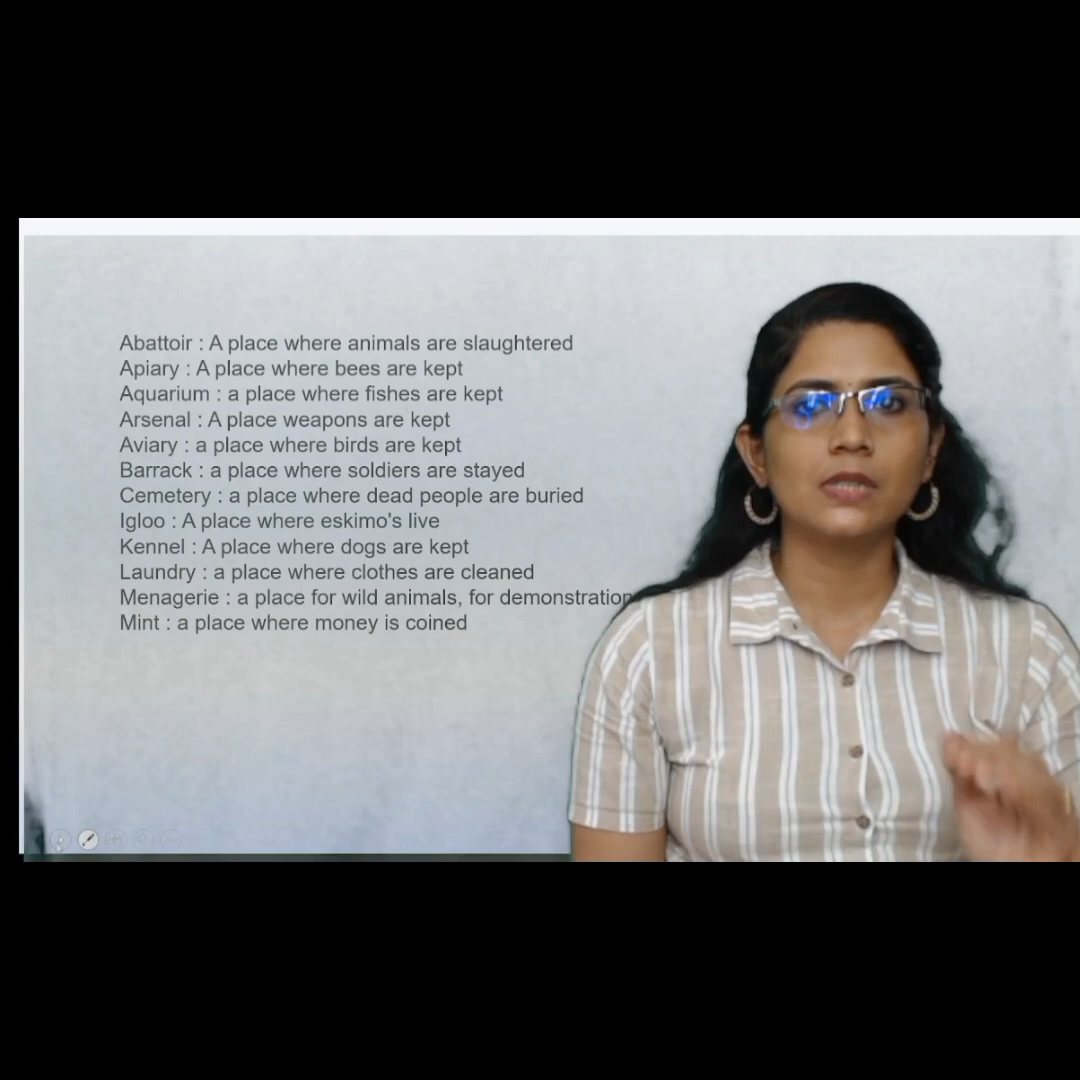 Abattoir : A place where animals are slaughtered
Apiary : A place where bees are kept
Aquarium : a place where fishes are kept
Arsenal : A place weapons are kept
Aviary : a place where birds are kept
Barrack : a place where soldiers are stayed
Cemetery : a place where dead people are buried
Igloo : A place where eskimo's live
Kennel : A place where dogs are kept
Laundry : a place where clothes are cleaned
Menagerie : a place for wild animals, for demonstration
Mint : a place where money is coined